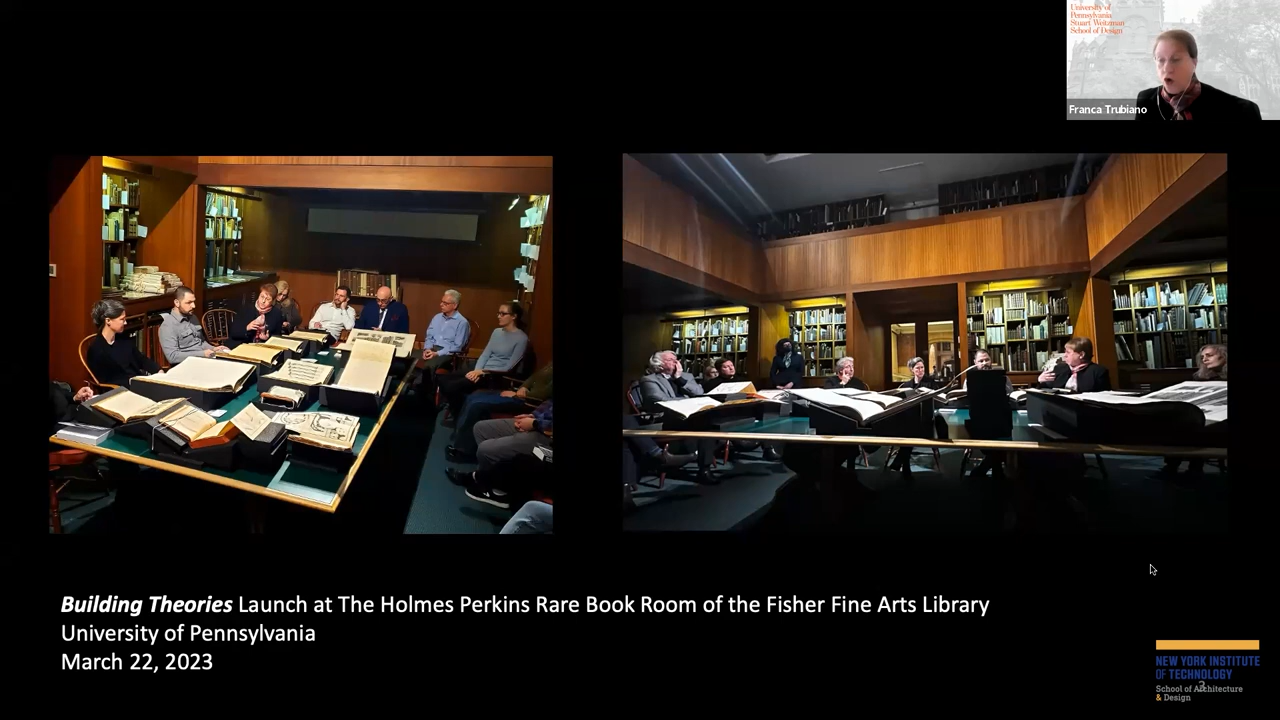 University of
Pennsylvania
Stuart Weitzman
School of Design
Franca Trubiano
Building Theories Launch at The Holmes Perkins Rare Book Room of the Fisher Fine Arts Library
University of Pennsylvania
March 22, 2023
NEW YORK INSTITUTE
OF TECHNOLOGY
3
School of Architecture
& Design